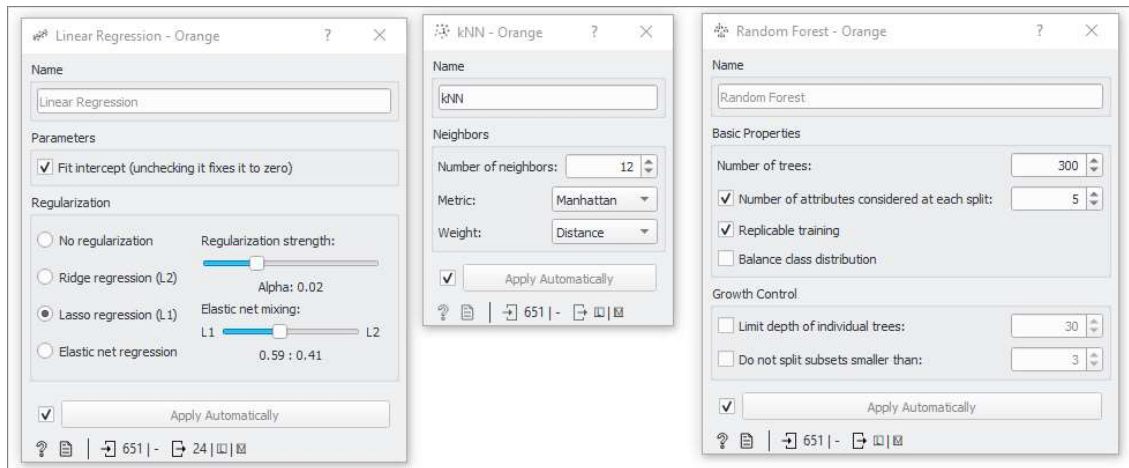 Linear Regression - Orange ? ×
Name
Linear Regression
Parameters
Fit intercept (unchecking it fixes it to zero)
Regularization
No regularization
Ridge regression (L2)
Lasso regression (L1)
Elastic net regression
Regularization strength:
Alpha: 0.02
Elastic net mixing:
L1 L2
0.59 : 0.41
Apply Automatically
? 651 | - 24 |
kNN - Orange ? ×
Name
kNN
Neighbors
Number of neighbors: 12
Metric: Manhattan
Weight: Distance
Apply Automatically
? 651 | -
Random Forest - Orange ? ×
Name
Random Forest
Basic Properties
Number of trees: 300
Number of attributes considered at each split: 5
Replicable training
Balance class distribution
Growth Control
Limit depth of individual trees: 30
Do not split subsets smaller than: 3
Apply Automatically
? 651 | -